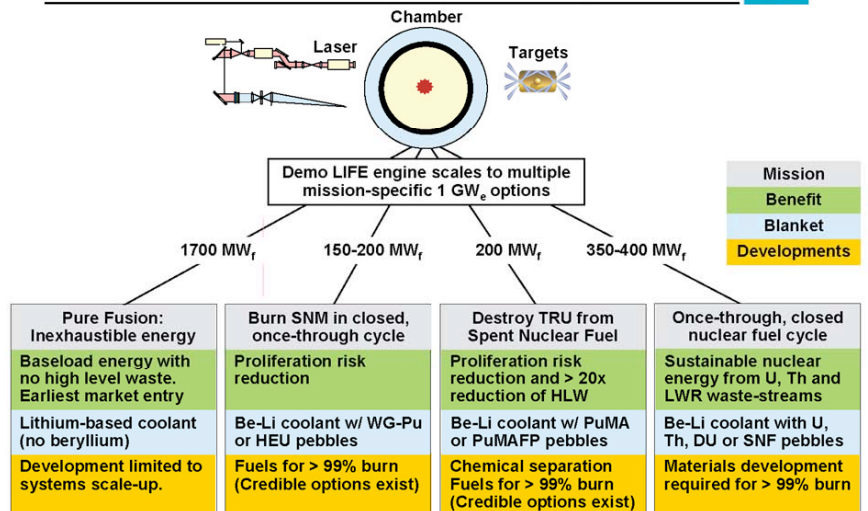 Chamber
Laser
Targets
Demo LIFE engine scales to multiple
mission-specific 1 GWe options
Mission
Benefit
Blanket
Developments
1700 MWf
150-200 MWf
200 MWf
350-400 MWf
Pure Fusion:
Inexhaustible energy
Baseload energy with
no high level waste.
Earliest market entry
Lithium-based coolant
(no beryllium)
Development limited to
systems scale-up.
Burn SNM in closed,
once-through cycle
Proliferation risk
reduction
Be-Li coolant w/ WG-Pu
or HEU pebbles
Fuels for > 99% burn
(Credible options exist)
Destroy TRU from
Spent Nuclear Fuel
Proliferation risk
reduction and > 20x
reduction of HLW
Be-Li coolant w/ PuMA
or PuMAFP pebbles
Chemical separation
Fuels for > 99% burn
(Credible options exist)
Once-through, closed
nuclear fuel cycle
Sustainable nuclear
energy from U, Th and
LWR waste-streams
Be-Li coolant with U,
Th, DU or SNF pebbles
Materials development
required for > 99% burn